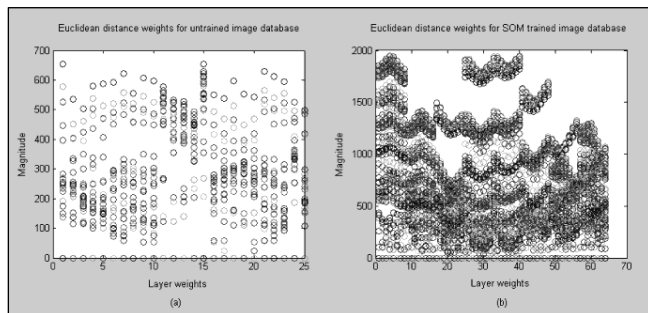 Euclidean distance weights for untrained image database
700
600
500
400
300
200
100
0
0 5 10 15 20 25
Magnitude
Layer weights
(a)
Euclidean distance weights for SOM trained image database
2000
1500
1000
500
0
0 10 20 30 40 50 60 70
Magnitude
Layer weights
(b)